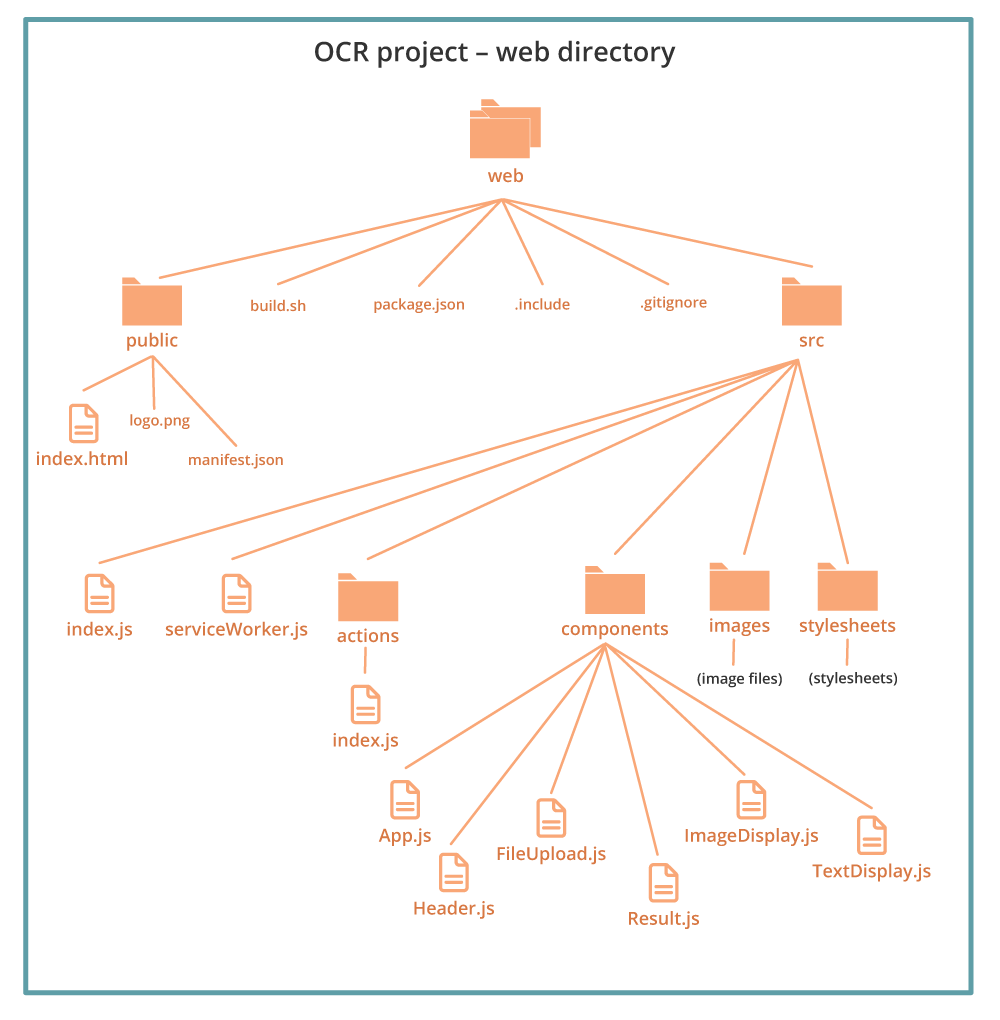 OCR project – web directory
web
public
build.sh
package.json
.include
.gitignore
src
index.html
logo.png
manifest.json
index.js
serviceWorker.js
actions
components
images
stylesheets
(image files)
(stylesheets)
index.js
App.js
Header.js
FileUpload.js
Result.js
ImageDisplay.js
TextDisplay.js